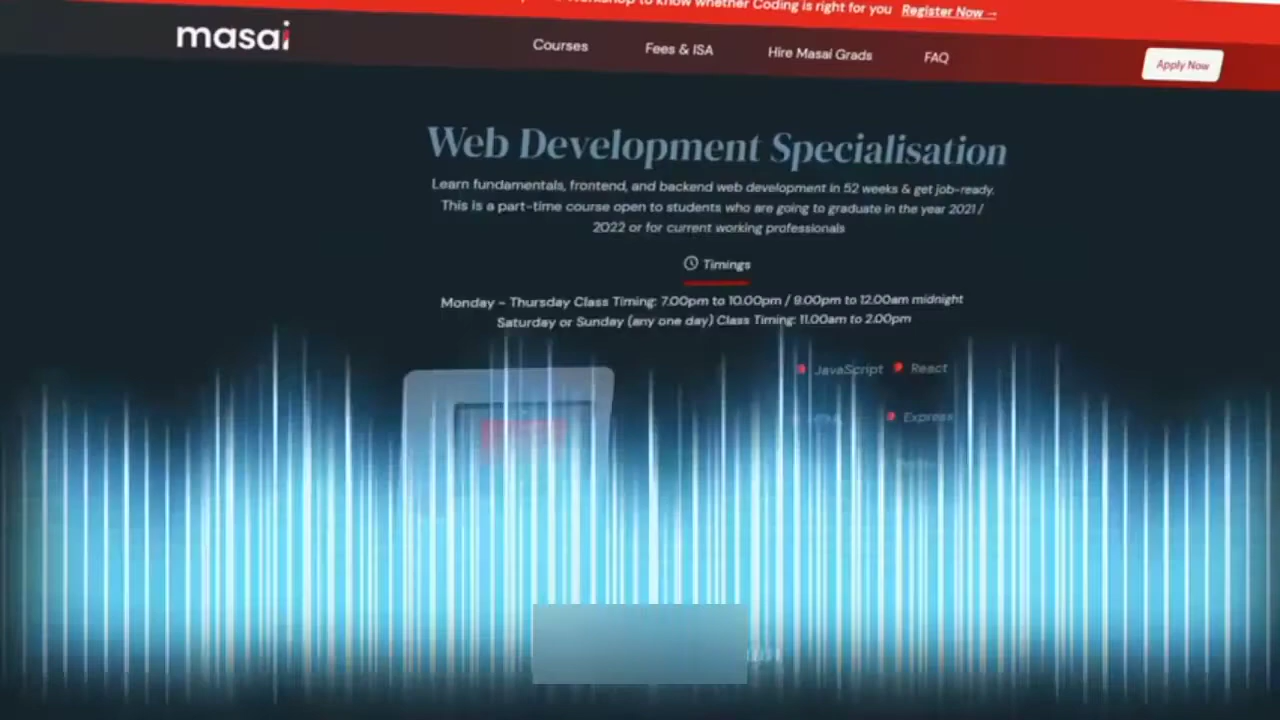 Workshop to know whether Coding is right for you Register Now →
masai
Courses Fees & ISA Hire Masai Grads FAQ Apply Now
Web Development Specialisation
Learn fundamentals, frontend, and backend web development in 52 weeks & get job-ready.
This is a part-time course open to students who are going to graduate in the year 2021 /
2022 or for current working professionals
Timings
Monday - Thursday Class Timing: 7.00pm to 10.00pm / 9.00pm to 12.00am midnight
Saturday or Sunday (any one day) Class Timing: 11.00am to 2.00pm
JavaScript React
Express